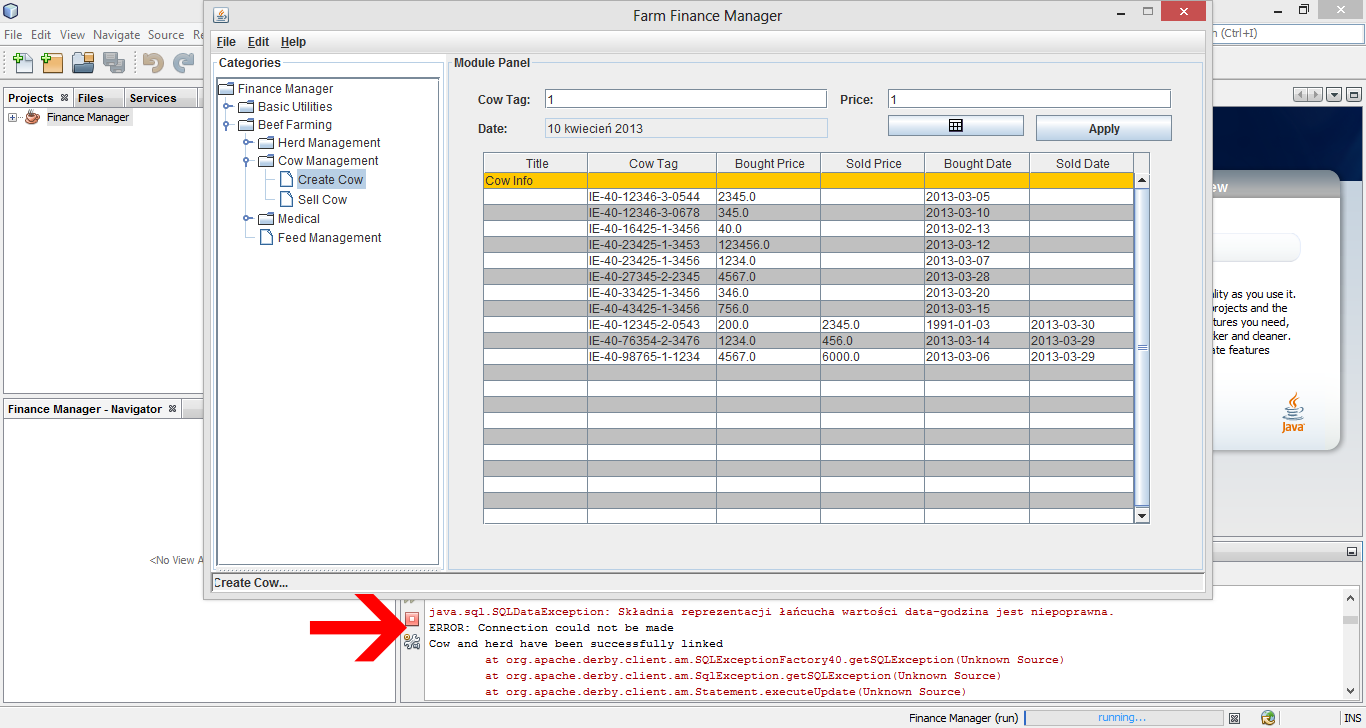 Farm Finance Manager
File Edit View Navigate Source Re
n (Ctrl+I)
File Edit Help
Projects Files Services
Finance Manager
Categories
Finance Manager
Basic Utilities
Beef Farming
Herd Management
Cow Management
Create Cow
Sell Cow
Medical
Feed Management
Module Panel
Cow Tag: 1 Price: 1
Date: 10 kwiecień 2013 Apply
Title Cow Tag Bought Price Sold Price Bought Date Sold Date
Cow Info
IE-40-12346-3-0544 2345.0 2013-03-05
IE-40-12346-3-0678 345.0 2013-03-10
IE-40-16425-1-3456 40.0 2013-02-13
IE-40-23425-1-3453 123456.0 2013-03-12
IE-40-23425-1-3456 1234.0 2013-03-07
IE-40-27345-2-2345 4567.0 2013-03-28
IE-40-33425-1-3456 346.0 2013-03-20
IE-40-43425-1-3456 756.0 2013-03-15
IE-40-12345-2-0543 200.0 2345.0 1991-01-03 2013-03-30
IE-40-76354-2-3476 1234.0 456.0 2013-03-14 2013-03-29
IE-40-98765-1-1234 4567.0 6000.0 2013-03-06 2013-03-29
Create Cow...
ew
lity as you use it.
projects and the
tures you need,
ker and cleaner.
ate features
Java
Finance Manager - Navigator
<No View A
java.sql.SQLDataException: Składnia reprezentacji łańcucha wartości data-godzina jest niepoprawna.
ERROR: Connection could not be made
Cow and herd have been successfully linked
at org.apache.derby.client.am.SQLExceptionFactory40.getSQLException(Unknown Source)
at org.apache.derby.client.am.SqlException.getSQLException(Unknown Source)
at org.apache.derby.client.am.Statement.executeUpdate(Unknown Source)
Finance Manager (run) running... INS